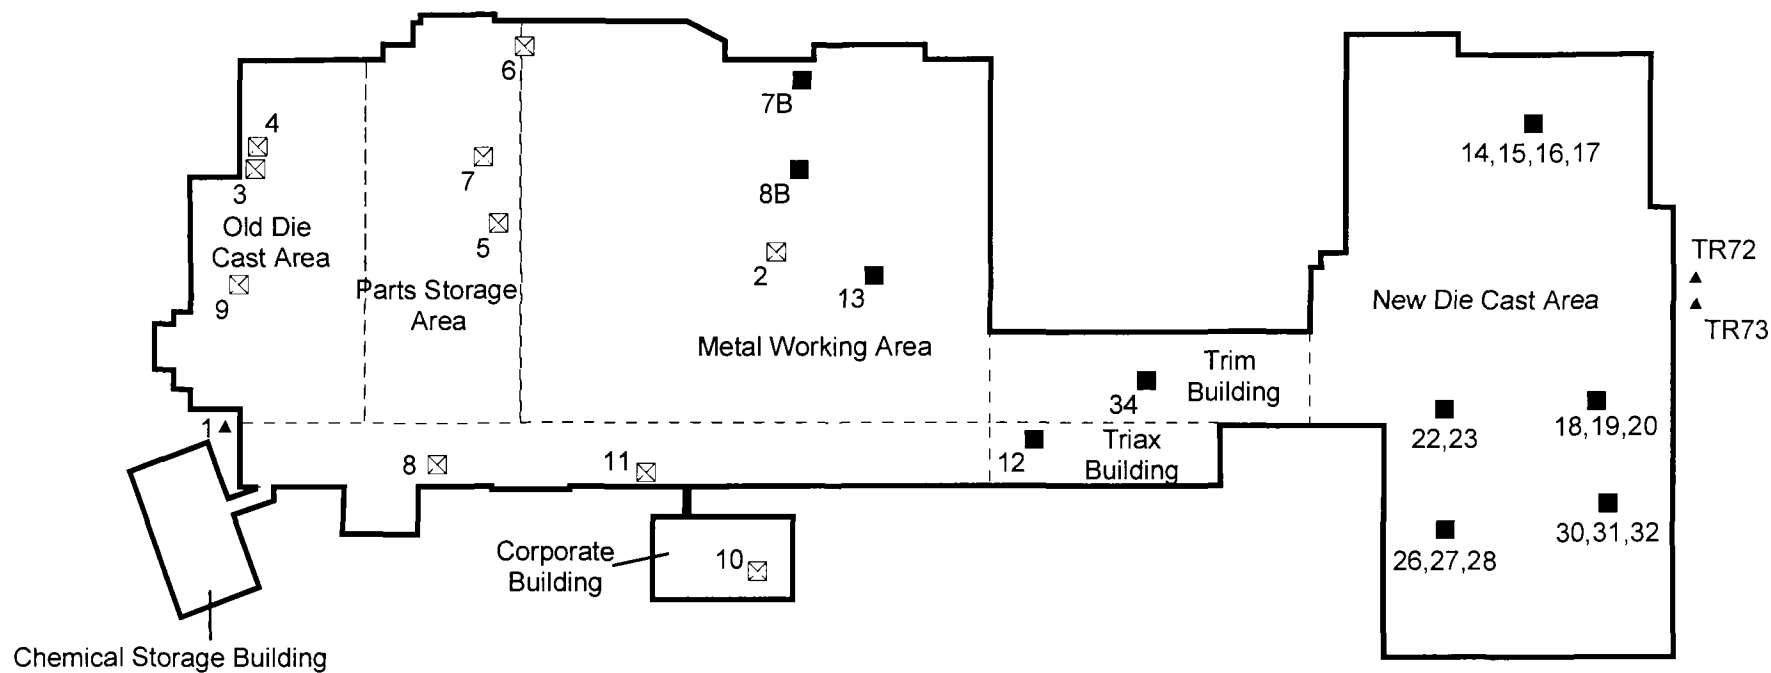 6
7B
4
14,15,16,17
7
3
8B
Old Die
Cast Area
5
TR72
2
9
Parts Storage
Area
13
New Die Cast Area
TR73
Metal Working Area
Trim
Building
34
1
22,23
18,19,20
Triax
Building
8
11
12
30,31,32
Corporate
Building
10
26,27,28
Chemical Storage Building